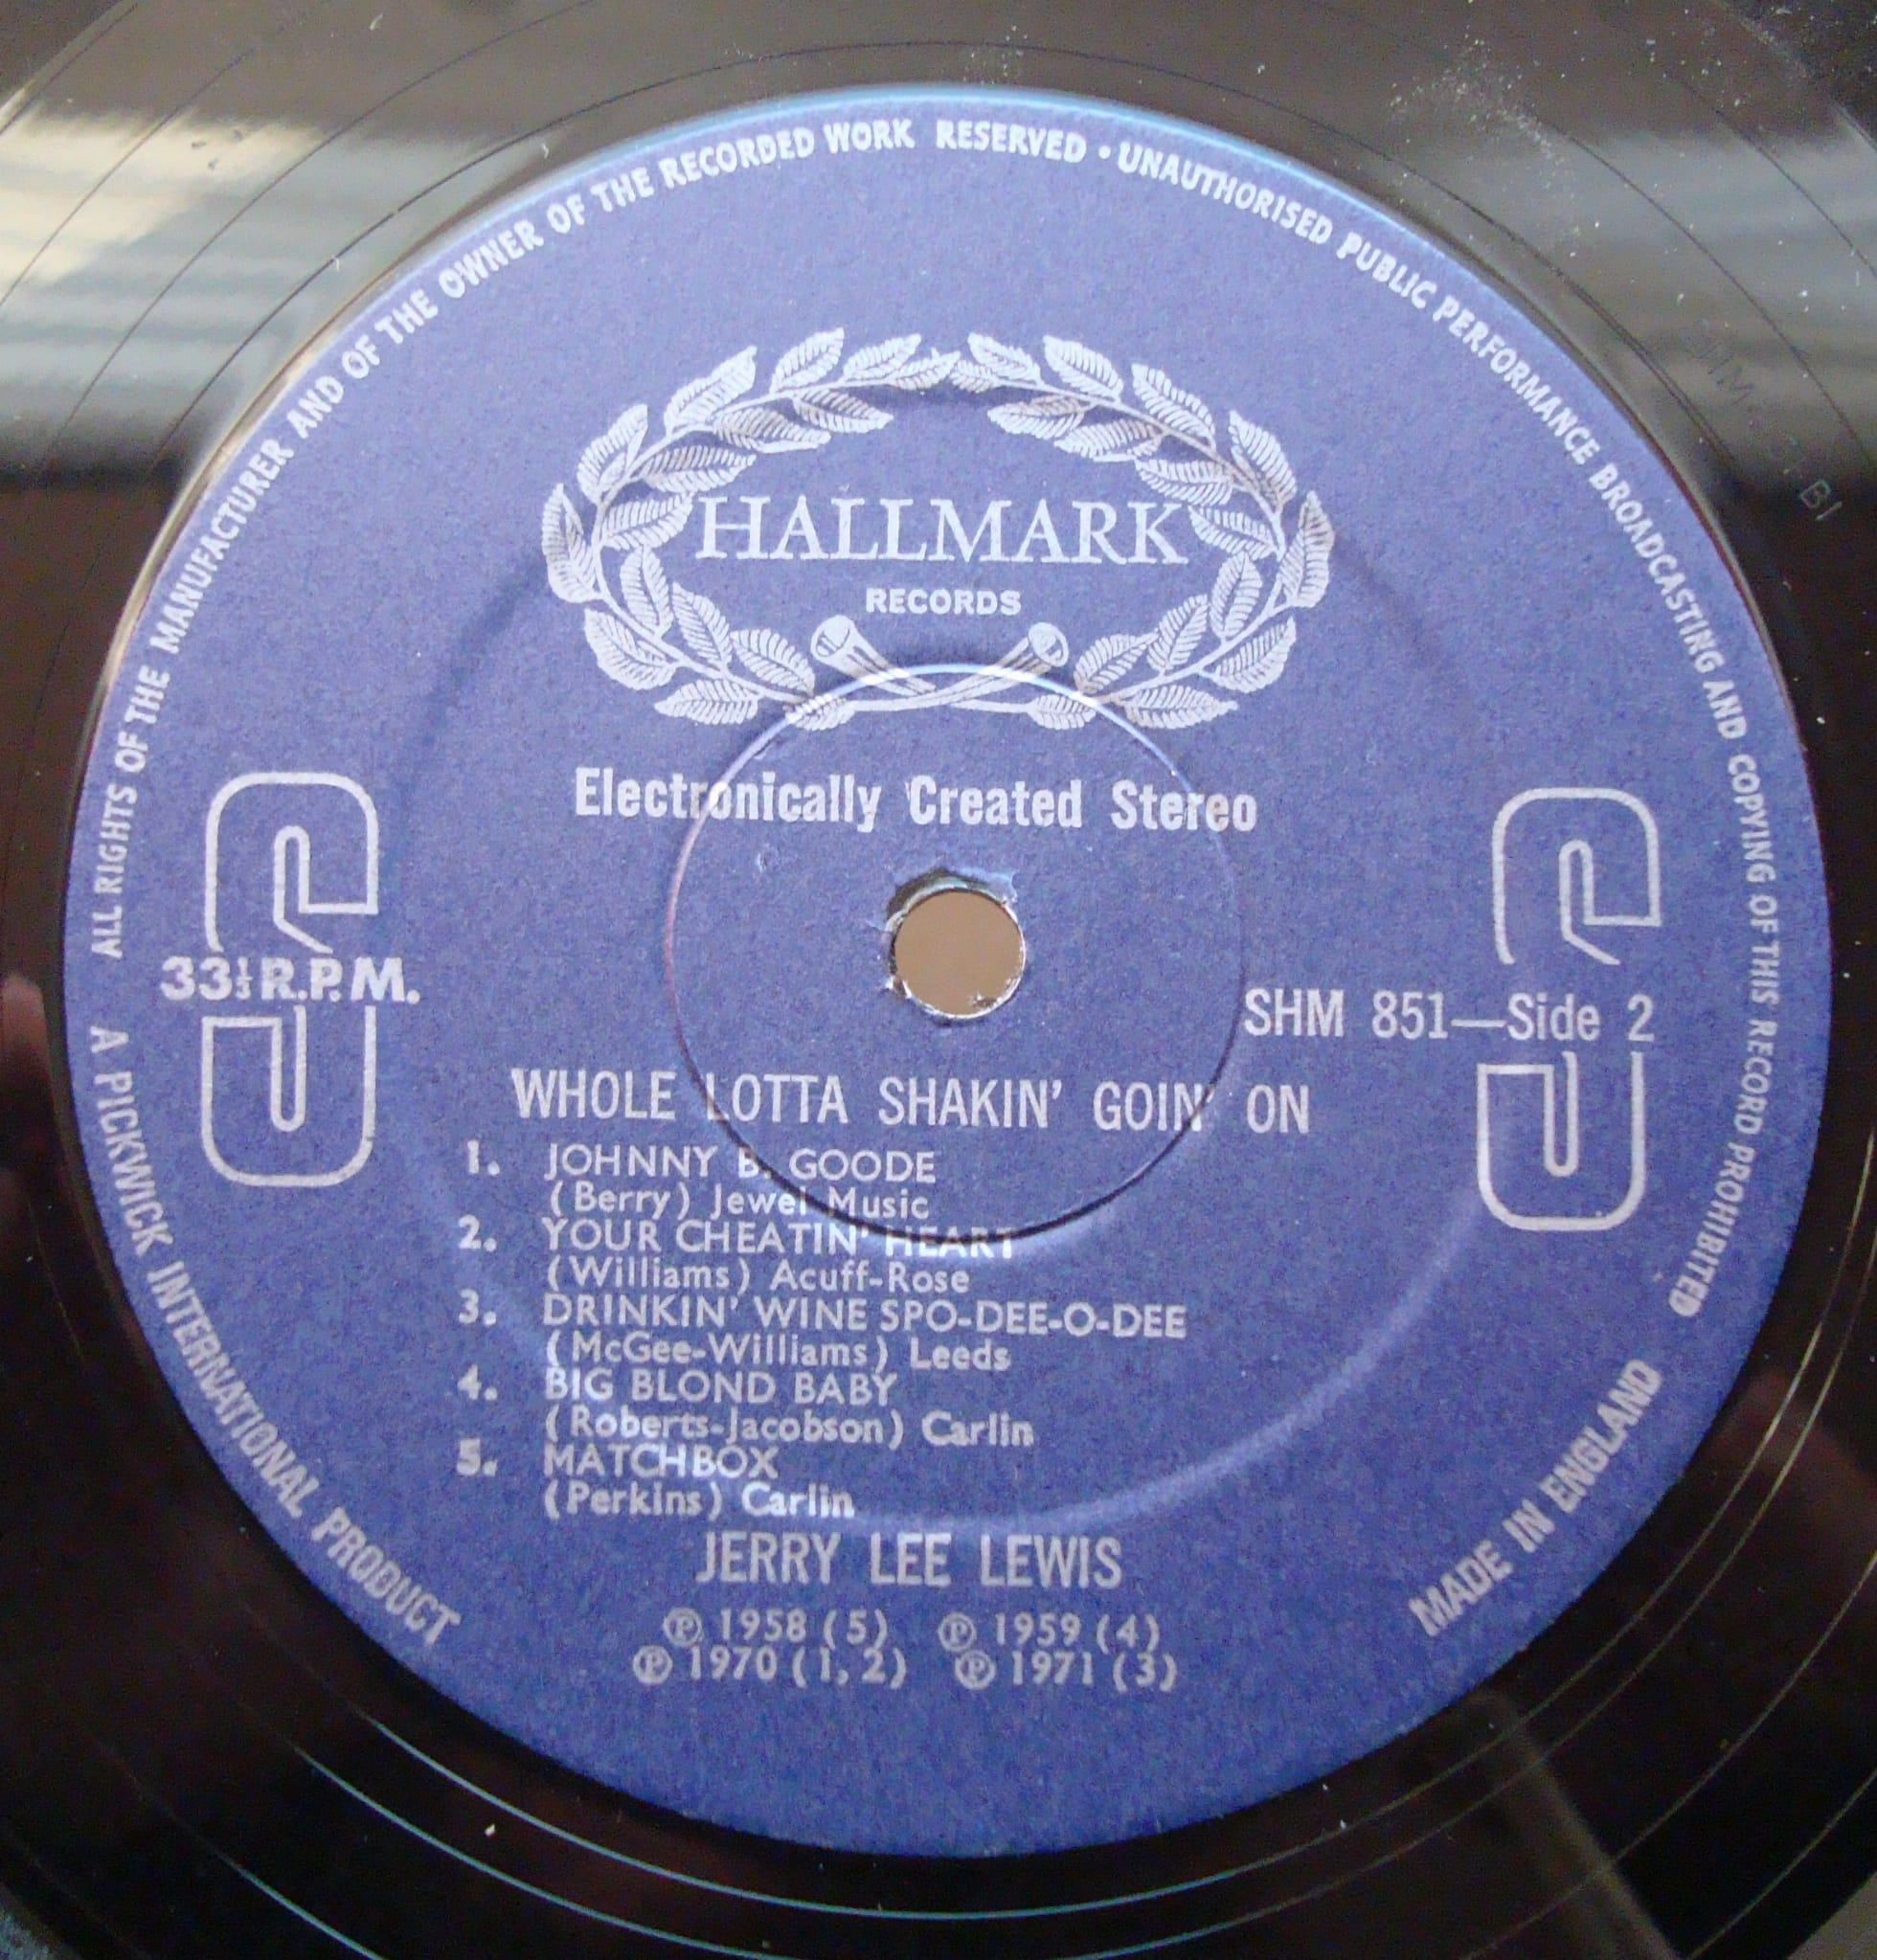 ALL RIGHTS OF THE MANUFACTURER AND OF THE OWNER OF THE RECORDED WORK RESERVED • UNAUTHORISED PUBLIC PERFORMANCE BROADCASTING AND COPYING OF THIS RECORD PROHIBITED
HALLMARK
RECORDS
Electronically Created Stereo
S S
33⅓ R.P.M.
SHM 851—Side 2
WHOLE LOTTA SHAKIN' GOIN' ON
1. JOHNNY B. GOODE
(Berry) Jewel Music
2. YOUR CHEATIN' HEART
(Williams) Acuff-Rose
3. DRINKIN' WINE SPO-DEE-O-DEE
(McGee-Williams) Leeds
4. BIG BLOND BABY
(Roberts-Jacobson) Carlin
5. MATCHBOX
(Perkins) Carlin
JERRY LEE LEWIS
℗ 1958 (5) ℗ 1959 (4)
℗ 1970 (1, 2) ℗ 1971 (3)
A PICKWICK INTERNATIONAL PRODUCT
MADE IN ENGLAND
B1